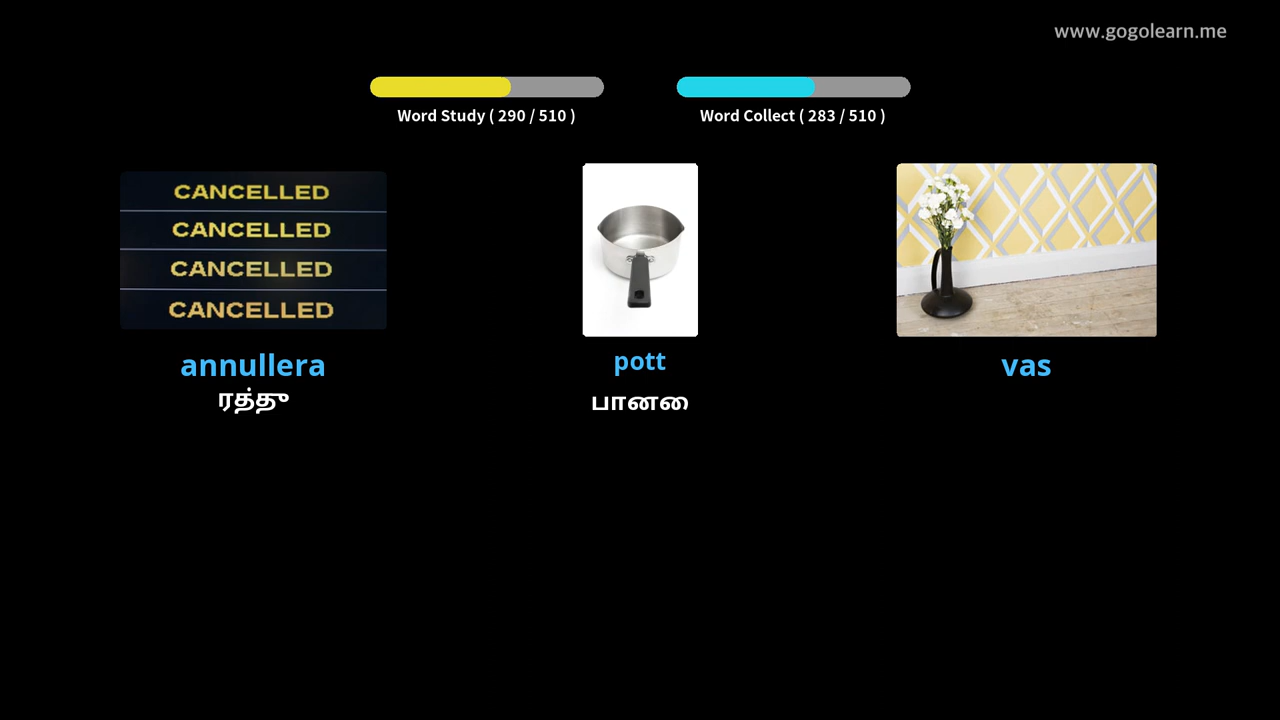 www.gogolearn.me
Word Study ( 290 / 510 )
Word Collect ( 283 / 510 )
CANCELLED
CANCELLED
CANCELLED
CANCELLED
annullera
ரத்து
pott
பானை
vas